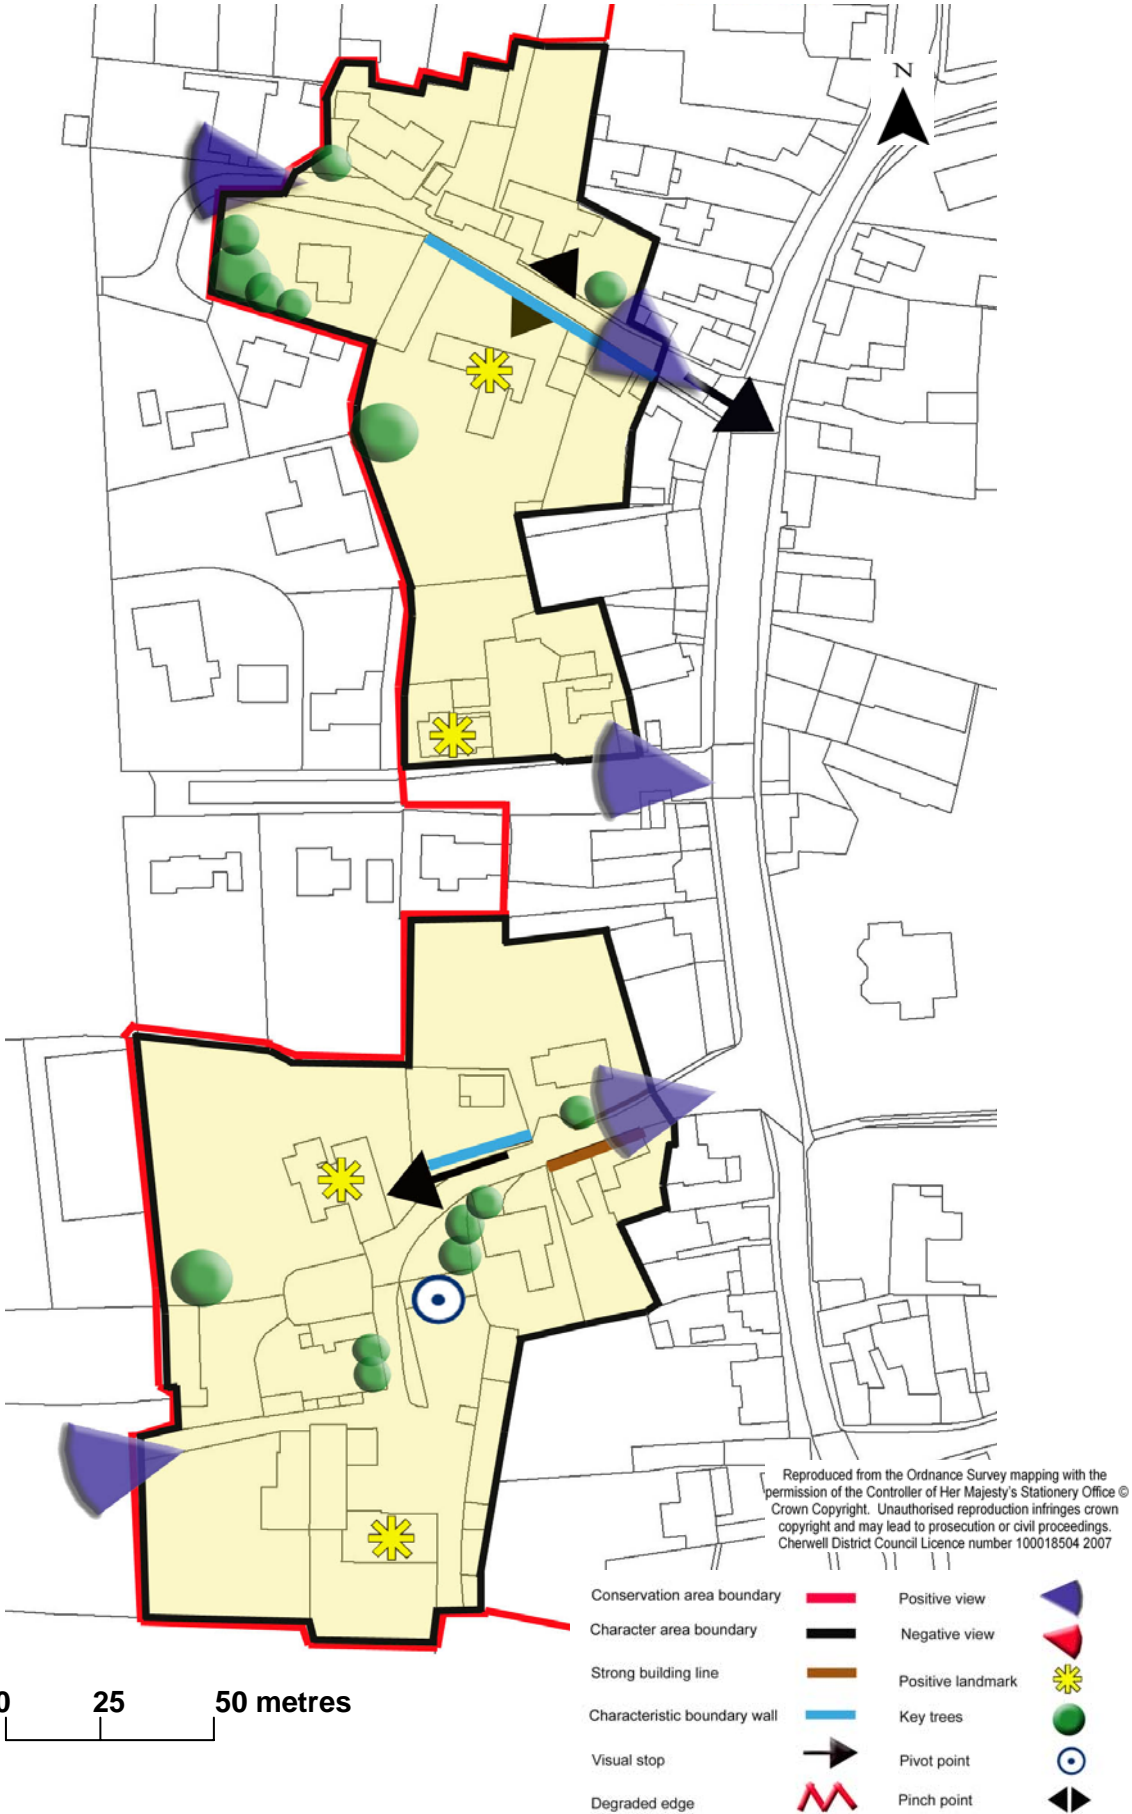 N
Reproduced from the Ordnance Survey mapping with the
permission of the Controller of Her Majesty's Stationery Office ©
Crown Copyright. Unauthorised reproduction infringes crown
copyright and may lead to prosecution or civil proceedings.
Cherwell District Council Licence number 100018504 2007
Conservation area boundary
Positive view
Character area boundary
Negative view
Strong building line
Positive landmark
Characteristic boundary wall
Key trees
Visual stop
Pivot point
Degraded edge
Pinch point
0 25 50 metres